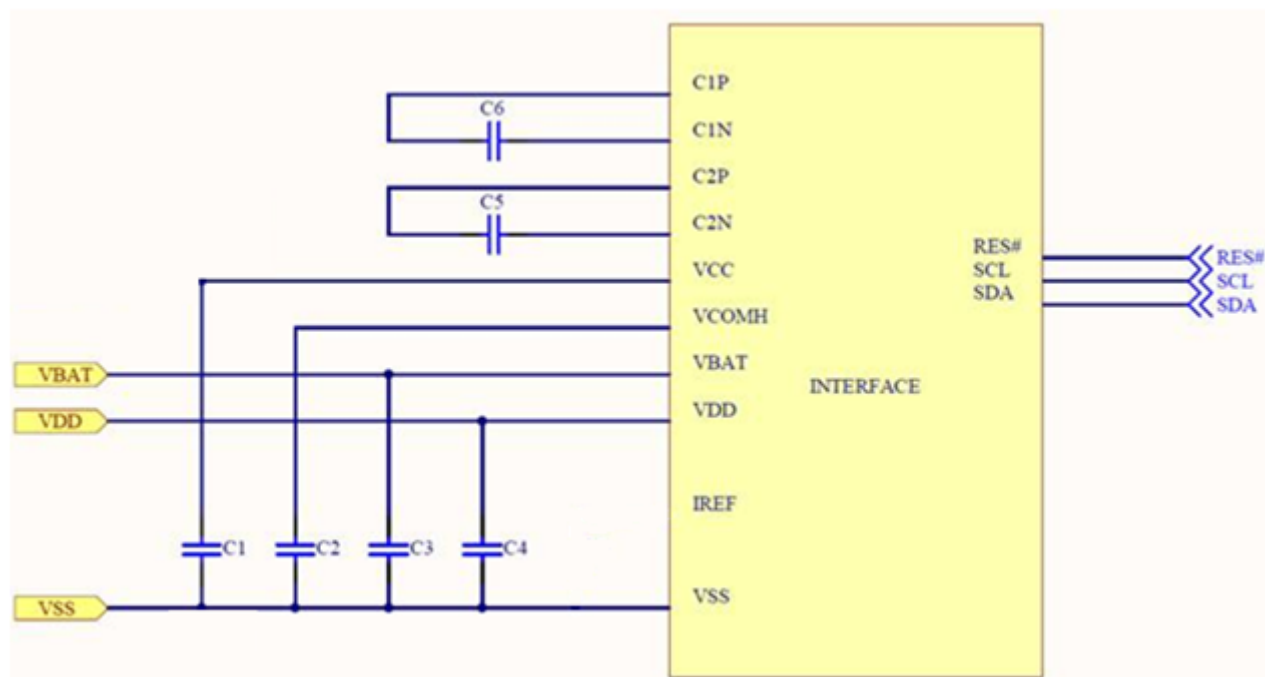 C1P
C6
C1N
C2P
C5
C2N
RES# RES#
VCC SCL SCL
SDA SDA
VCOMH
VBAT VBAT
INTERFACE
VDD VDD
IREF
C1 C2 C3 C4
VSS VSS